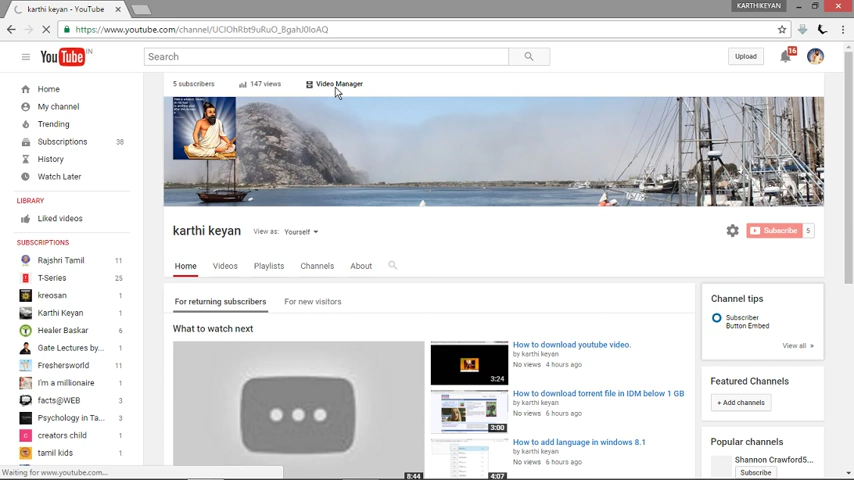 karthi keyan - YouTube
KARTHIKEYAN
https://www.youtube.com/channel/UClOhRbt9uRuO_BgahJ0loAQ
YouTube IN
Search
Upload
16
5 subscribers
147 views
Video Manager
Home
My channel
Trending
Subscriptions 38
History
Watch Later
LIBRARY
Liked videos
SUBSCRIPTIONS
Rajshri Tamil 11
T-Series 11
kreosan 1
Karthi Keyan 1
Healer Baskar 6
Gate Lectures by... 1
Freshersworld 11
I'm a millionaire 1
facts@WEB 3
Psychology in Ta... 3
creators child 1
tamil kids 1
karthi keyan
View as: Yourself
Subscribe 5
Home
Videos
Playlists
Channels
About
For returning subscribers
For new visitors
What to watch next
8:44
3:24
How to download youtube video.
by karthi keyan
No views 4 hours ago
3:00
How to download torrent file in IDM below 1 GB
by karthi keyan
No views 6 hours ago
4:07
How to add language in windows 8.1
by karthi keyan
No views 6 hours ago
Channel tips
Subscriber
Button Embed
View all »
Featured Channels
+ Add channels
Popular channels
Shannon Crawford5...
Subscribe
Waiting for www.youtube.com...